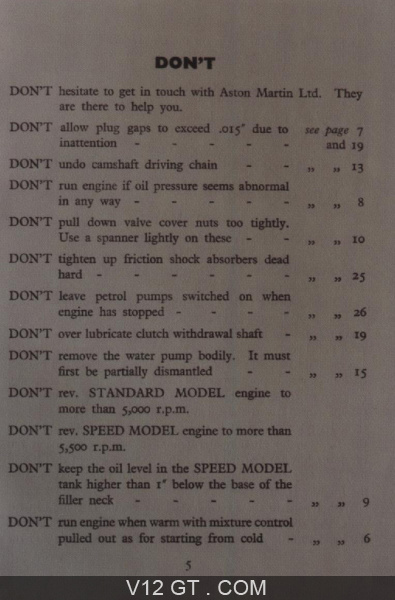 DON'T
DON'T hesitate to get in touch with Aston Martin Ltd. They
are there to help you.
DON'T allow plug gaps to exceed .015" due to see page 7
inattention - - - - - and 19
DON'T undo camshaft driving chain - - „ „ 13
DON'T run engine if oil pressure seems abnormal
in any way - - - - - „ „ 8
DON'T pull down valve cover nuts too tightly.
Use a spanner lightly on these - - „ „ 10
DON'T tighten up friction shock absorbers dead
hard - - - - - - „ „ 25
DON'T leave petrol pumps switched on when
engine has stopped - - - - „ „ 26
DON'T over lubricate clutch withdrawal shaft - „ „ 19
DON'T remove the water pump bodily. It must
first be partially dismantled - - „ „ 15
DON'T rev. STANDARD MODEL engine to
more than 5,000 r.p.m.
DON'T rev. SPEED MODEL engine to more than
5,500 r.p.m.
DON'T keep the oil level in the SPEED MODEL
tank higher than 1" below the base of the
filler neck - - - - - „ „ 9
DON'T run engine when warm with mixture control
pulled out as for starting from cold - „ „ 6
5
V12 GT . COM